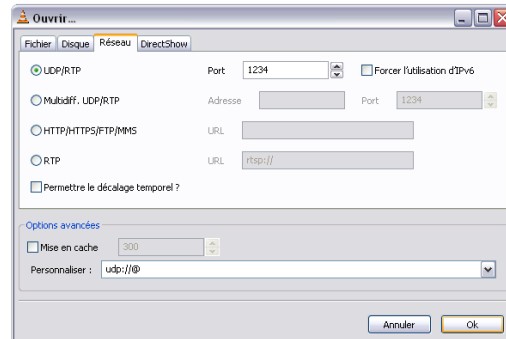 Ouvrir...
Fichier Disque Réseau DirectShow
UDP/RTP Port 1234 Forcer l'utilisation d'IPv6
Multidiff. UDP/RTP Adresse Port 1234
HTTP/HTTPS/FTP/MMS URL
RTP URL rtsp://
Permettre le décalage temporel ?
Options avancées
Mise en cache 300
Personnaliser : udp://@
Annuler Ok